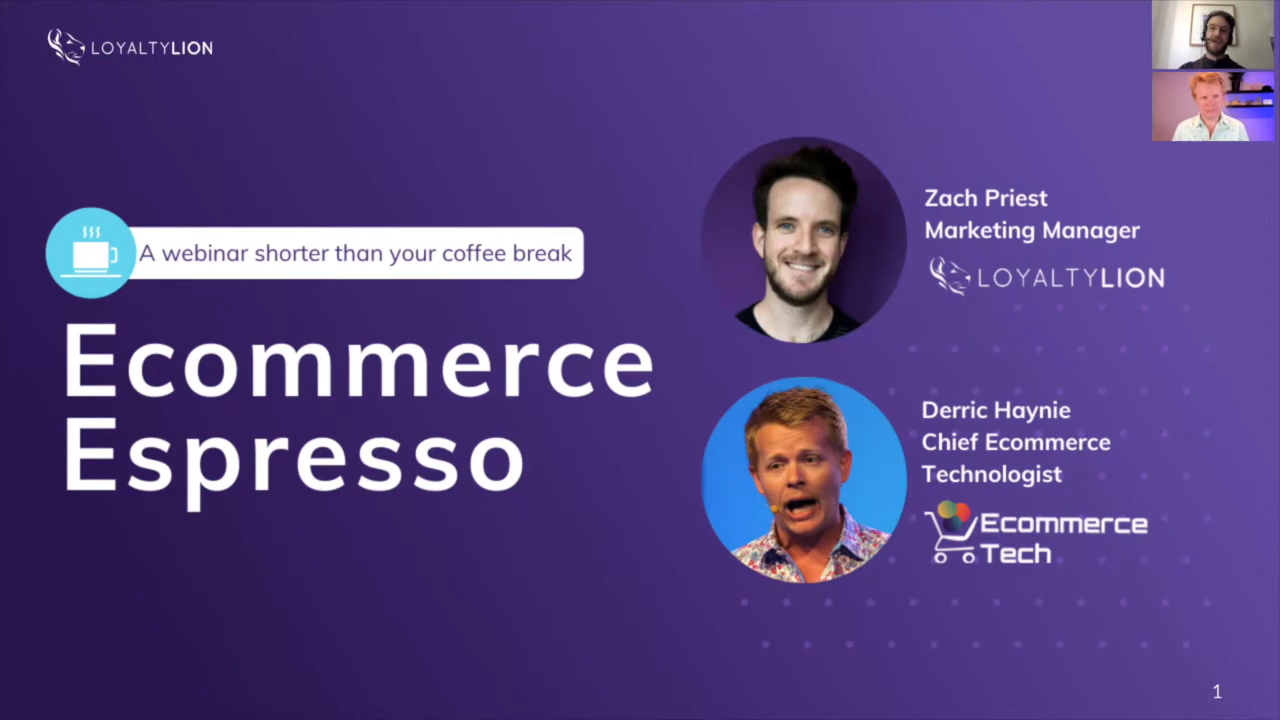 LOYALTYLION
A webinar shorter than your coffee break
Ecommerce
Espresso
Zach Priest
Marketing Manager
LOYALTYLION
Derric Haynie
Chief Ecommerce
Technologist
Ecommerce
Tech
1